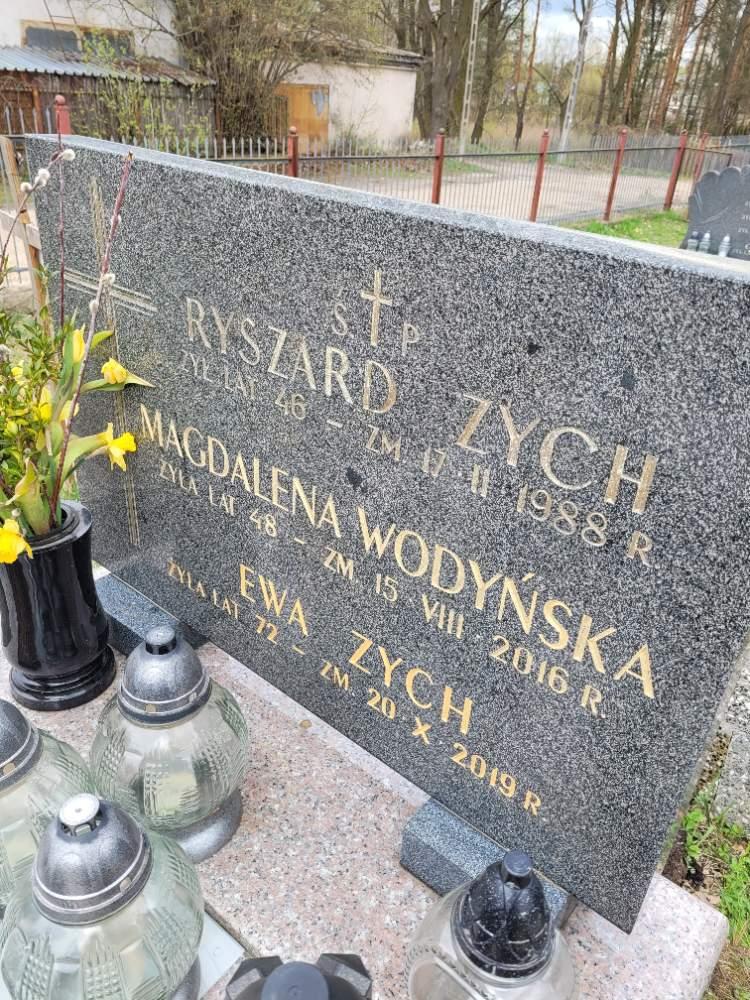 Ś P
RYSZARD ZYCH
ŻYŁ LAT 46 – ZM 17 · II 1988 R
MAGDALENA WODYŃSKA
ŻYŁA LAT 48 – ZM. 15. VIII. 2016 R.
EWA ZYCH
ŻYŁA LAT 72 – ZM. 20 · X · 2019 R.